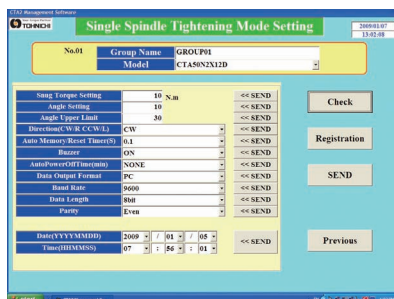 CTA2 Management Software
TOHNICHI
Single Spindle Tightening Mode Setting
2009/01/07
13:02:08
No.01
Group Name GROUP01
Model CTA50N2X12D
Snug Torque Setting 10 N.m << SEND
Angle Setting 10 << SEND
Angle Upper Limit 30 << SEND
Direction(CW/R CCW/L) CW << SEND
Auto Memory/Reset Timer(S) 0.1 << SEND
Buzzer ON << SEND
AutoPowerOffTime(min) NONE << SEND
Data Output Format PC << SEND
Baud Rate 9600 << SEND
Data Length 8bit << SEND
Parity Even << SEND
Date(YYYYMMDD) 2009 / 01 / 05
Time(HHMMSS) 07 : 56 : 01
<< SEND
Check
Registration
SEND
Previous